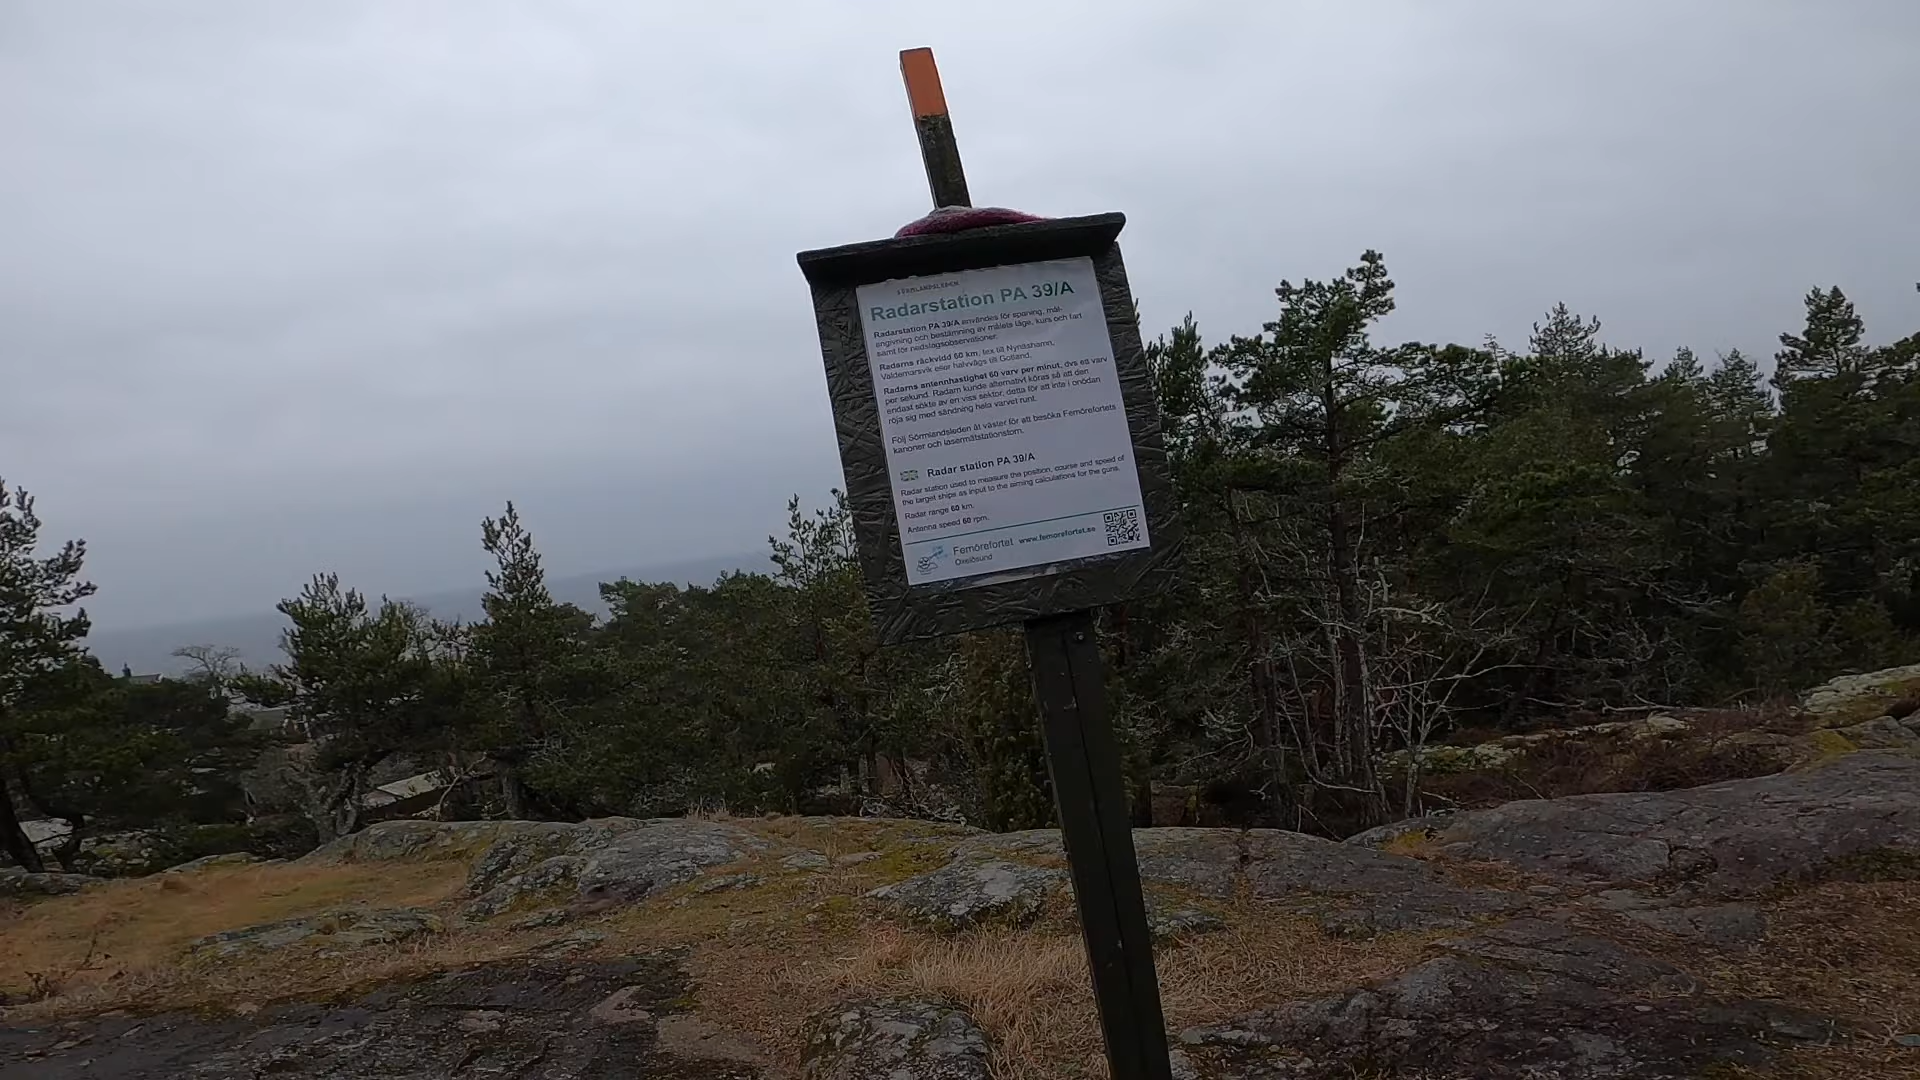 SÖRMLANDSLEDEN
Radarstation PA 39/A
Radarstation PA 39/A användes för spaning, mål-
angivning och bestämning av målets läge, kurs och fart
samt för nedslagsobservationer.
Radarns räckvidd 60 km, tex till Nynäshamn,
Valdemarsvik eller halvvägs till Gotland.
Radarns antennhastighet 60 varv per minut, dvs ett varv
per sekund. Radarn kunde alternativt köras så att den
endast sökte av en viss sektor, detta för att inte i onödan
röja sig med sändning hela varvet runt.
Följ Sörmlandsleden åt väster för att besöka Femörefortets
kanoner och lasermätstationstorn.
Radar station PA 39/A
Radar station used to measure the position, course and speed of
the target ships as input to the aiming calculations for the guns.
Radar range 60 km.
Antenna speed 60 rpm.
Femörefortet www.femorefortet.se
Oxelösund